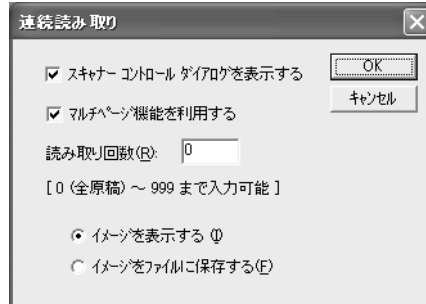 連続読み取り
スキャナー コントロール ダイアログを表示する
OK
マルチページ機能を利用する
キャンセル
読み取り回数(R): 0
[ 0 (全原稿) ～ 999 まで入力可能 ]
イメージを表示する (I)
イメージをファイルに保存する(F)